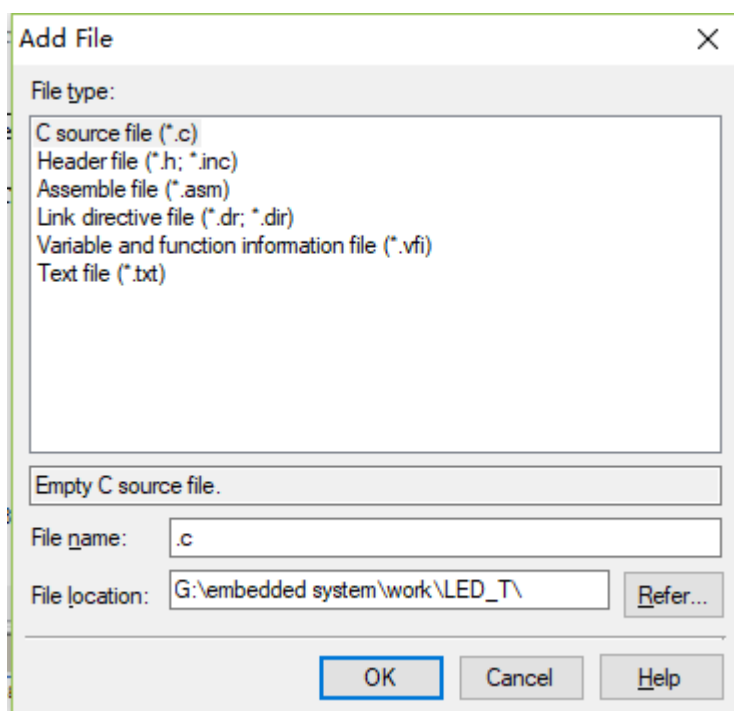 Add File
File type:
C source file (*.c)
Header file (*.h; *.inc)
Assemble file (*.asm)
Link directive file (*.dr; *.dir)
Variable and function information file (*.vfi)
Text file (*.txt)
Empty C source file.
File name: .c
File location: G:\embedded system\work\LED_T\ Refer...
OK Cancel Help